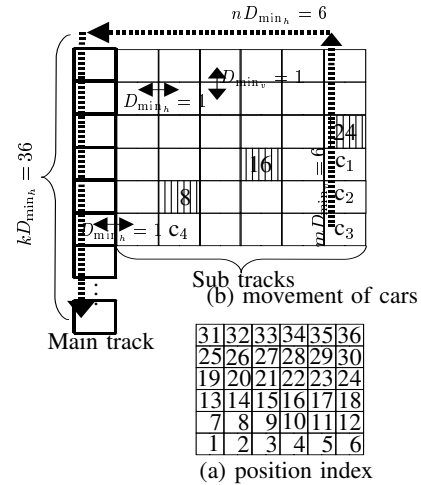 nD_{min_h} = 6
D_{min_v} = 1
D_{min_h} = 1
24
kD_{min_h} = 36
16
c_1
mD_{min_v} = 6
8
c_2
D_{min_h} = 1
c_4
c_3
Sub tracks
(b) movement of cars
Main track
31 32 33 34 35 36
25 26 27 28 29 30
19 20 21 22 23 24
13 14 15 16 17 18
7 8 9 10 11 12
1 2 3 4 5 6
(a) position index